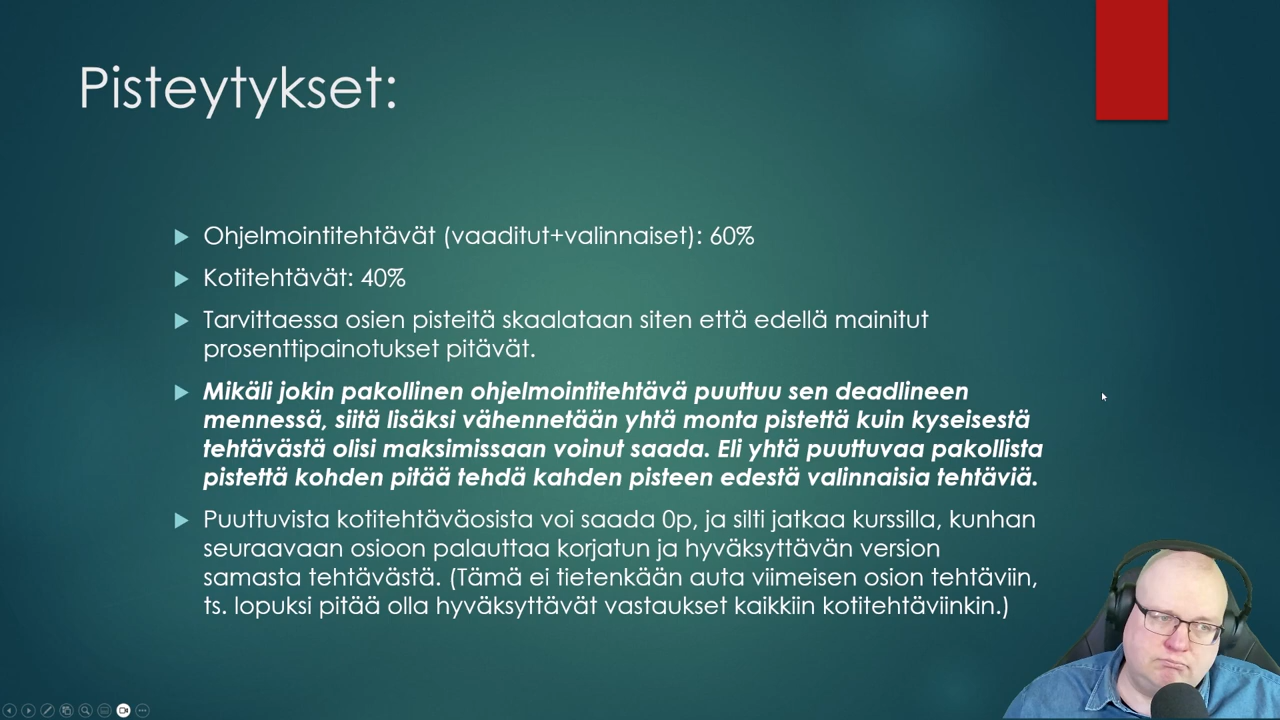 Pisteytykset:
Ohjelmointitehtävät (vaaditut+valinnaiset): 60%
Kotitehtävät: 40%
Tarvittaessa osien pisteitä skaalataan siten että edellä mainitut
prosenttipainotukset pitävät.
Mikäli jokin pakollinen ohjelmointitehtävä puuttuu sen deadlineen
mennessä, siitä lisäksi vähennetään yhtä monta pistettä kuin kyseisestä
tehtävästä olisi maksimissaan voinut saada. Eli yhtä puuttuvaa pakollista
pistettä kohden pitää tehdä kahden pisteen edestä valinnaisia tehtäviä.
Puuttuvista kotitehtäväosista voi saada 0p, ja silti jatkaa kurssilla, kunhan
seuraavaan osioon palauttaa korjatun ja hyväksyttävän version
samasta tehtävästä. (Tämä ei tietenkään auta viimeisen osion tehtäviin,
ts. lopuksi pitää olla hyväksyttävät vastaukset kaikkiin kotitehtäviinkin.)